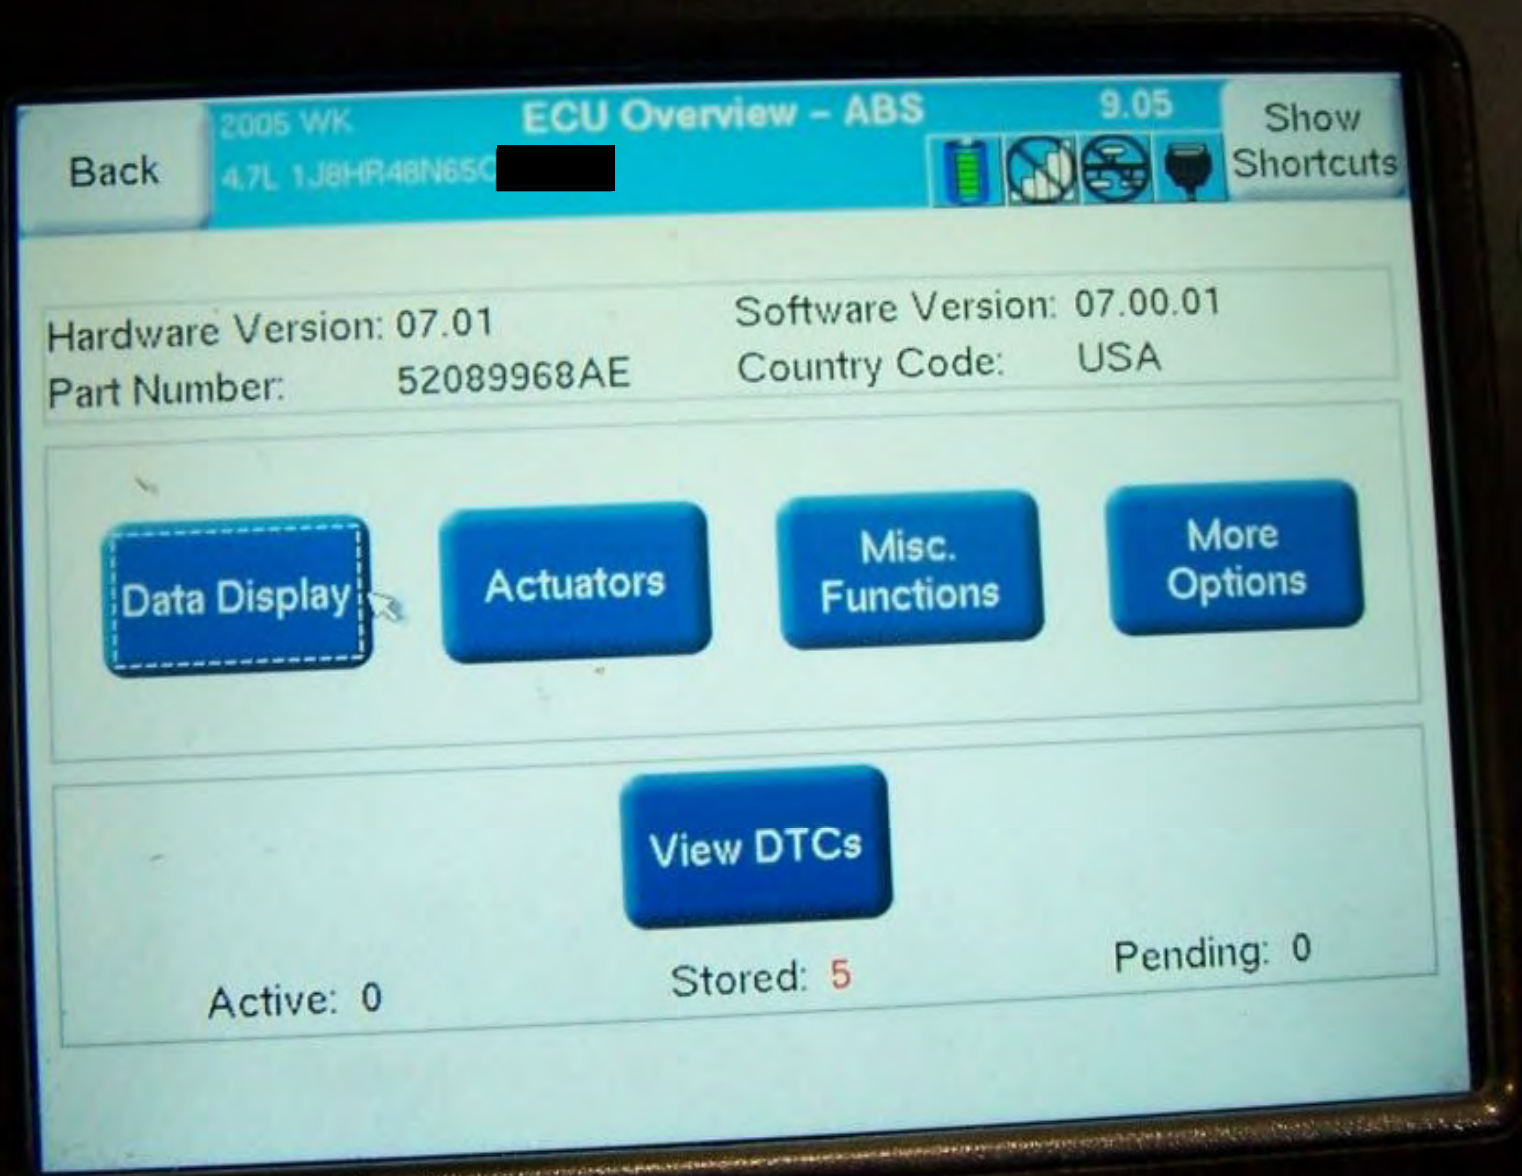 Back
2005 WK
ECU Overview - ABS
9.05
Show
Shortcuts
4.7L 1J8HR48N65C
Hardware Version: 07.01
Software Version: 07.00.01
Part Number: 52089968AE
Country Code: USA
Data Display
Actuators
Misc.
Functions
More
Options
View DTCs
Active: 0
Stored: 5
Pending: 0